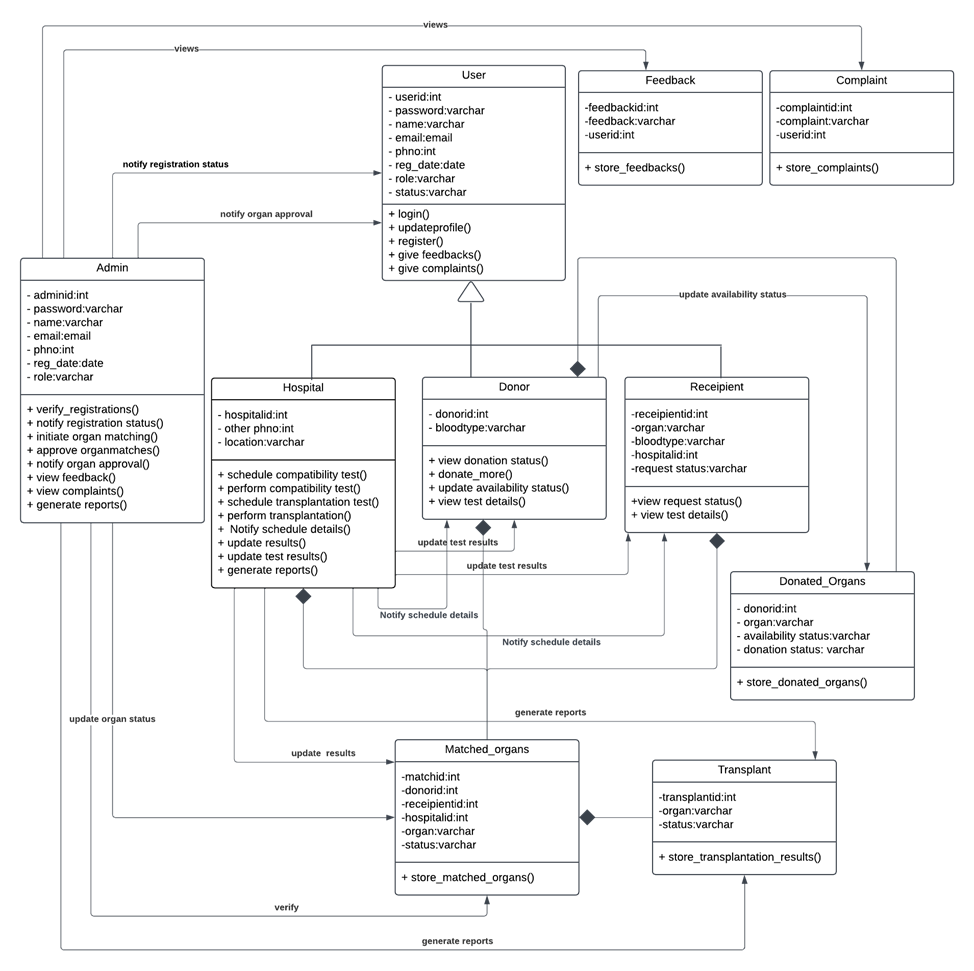 views
views
User
- userid:int
- password:varchar
- name:varchar
- email:email
- phno:int
- reg_date:date
- role:varchar
- status:varchar
+ login()
+ updateprofile()
+ register()
+ give feedbacks()
+ give complaints()
Feedback
-feedbackid:int
-feedback:varchar
-userid:int
+ store_feedbacks()
Complaint
-complaintid:int
-complaint:varchar
-userid:int
+ store_complaints()
notify registration status
notify organ approval
Admin
- adminid:int
- password:varchar
- name:varchar
- email:email
- phno:int
- reg_date:date
- role:varchar
+ verify_registrations()
+ notify registration status()
+ initiate organ matching()
+ approve organmatches()
+ notify organ approval()
+ view feedback()
+ view complaints()
+ generate reports()
update availability status
Hospital
- hospitalid:int
- other phno:int
- location:varchar
+ schedule compatibility test()
+ perform compatibility test()
+ schedule transplantation test()
+ perform transplantation()
+ Notify schedule details()
+ update results()
+ update test results()
+ generate reports()
Donor
- donorid:int
- bloodtype:varchar
+ view donation status()
+ donate_more()
+ update availability status()
+ view test details()
Receipient
-receipientid:int
-organ:varchar
-bloodtype:varchar
-hospitalid:int
-request status:varchar
+view request status()
+ view test details()
update test results
update test results
Notify schedule details
Notify schedule details
Donated_Organs
- donorid:int
- organ:varchar
- availability status:varchar
- donation status: varchar
+ store_donated_organs()
update organ status
generate reports
update results
Matched_organs
-matchid:int
-donorid:int
-receipientid:int
-hospitalid:int
-organ:varchar
-status:varchar
+ store_matched_organs()
Transplant
-transplantid:int
-organ:varchar
-status:varchar
+ store_transplantation_results()
verify
generate reports